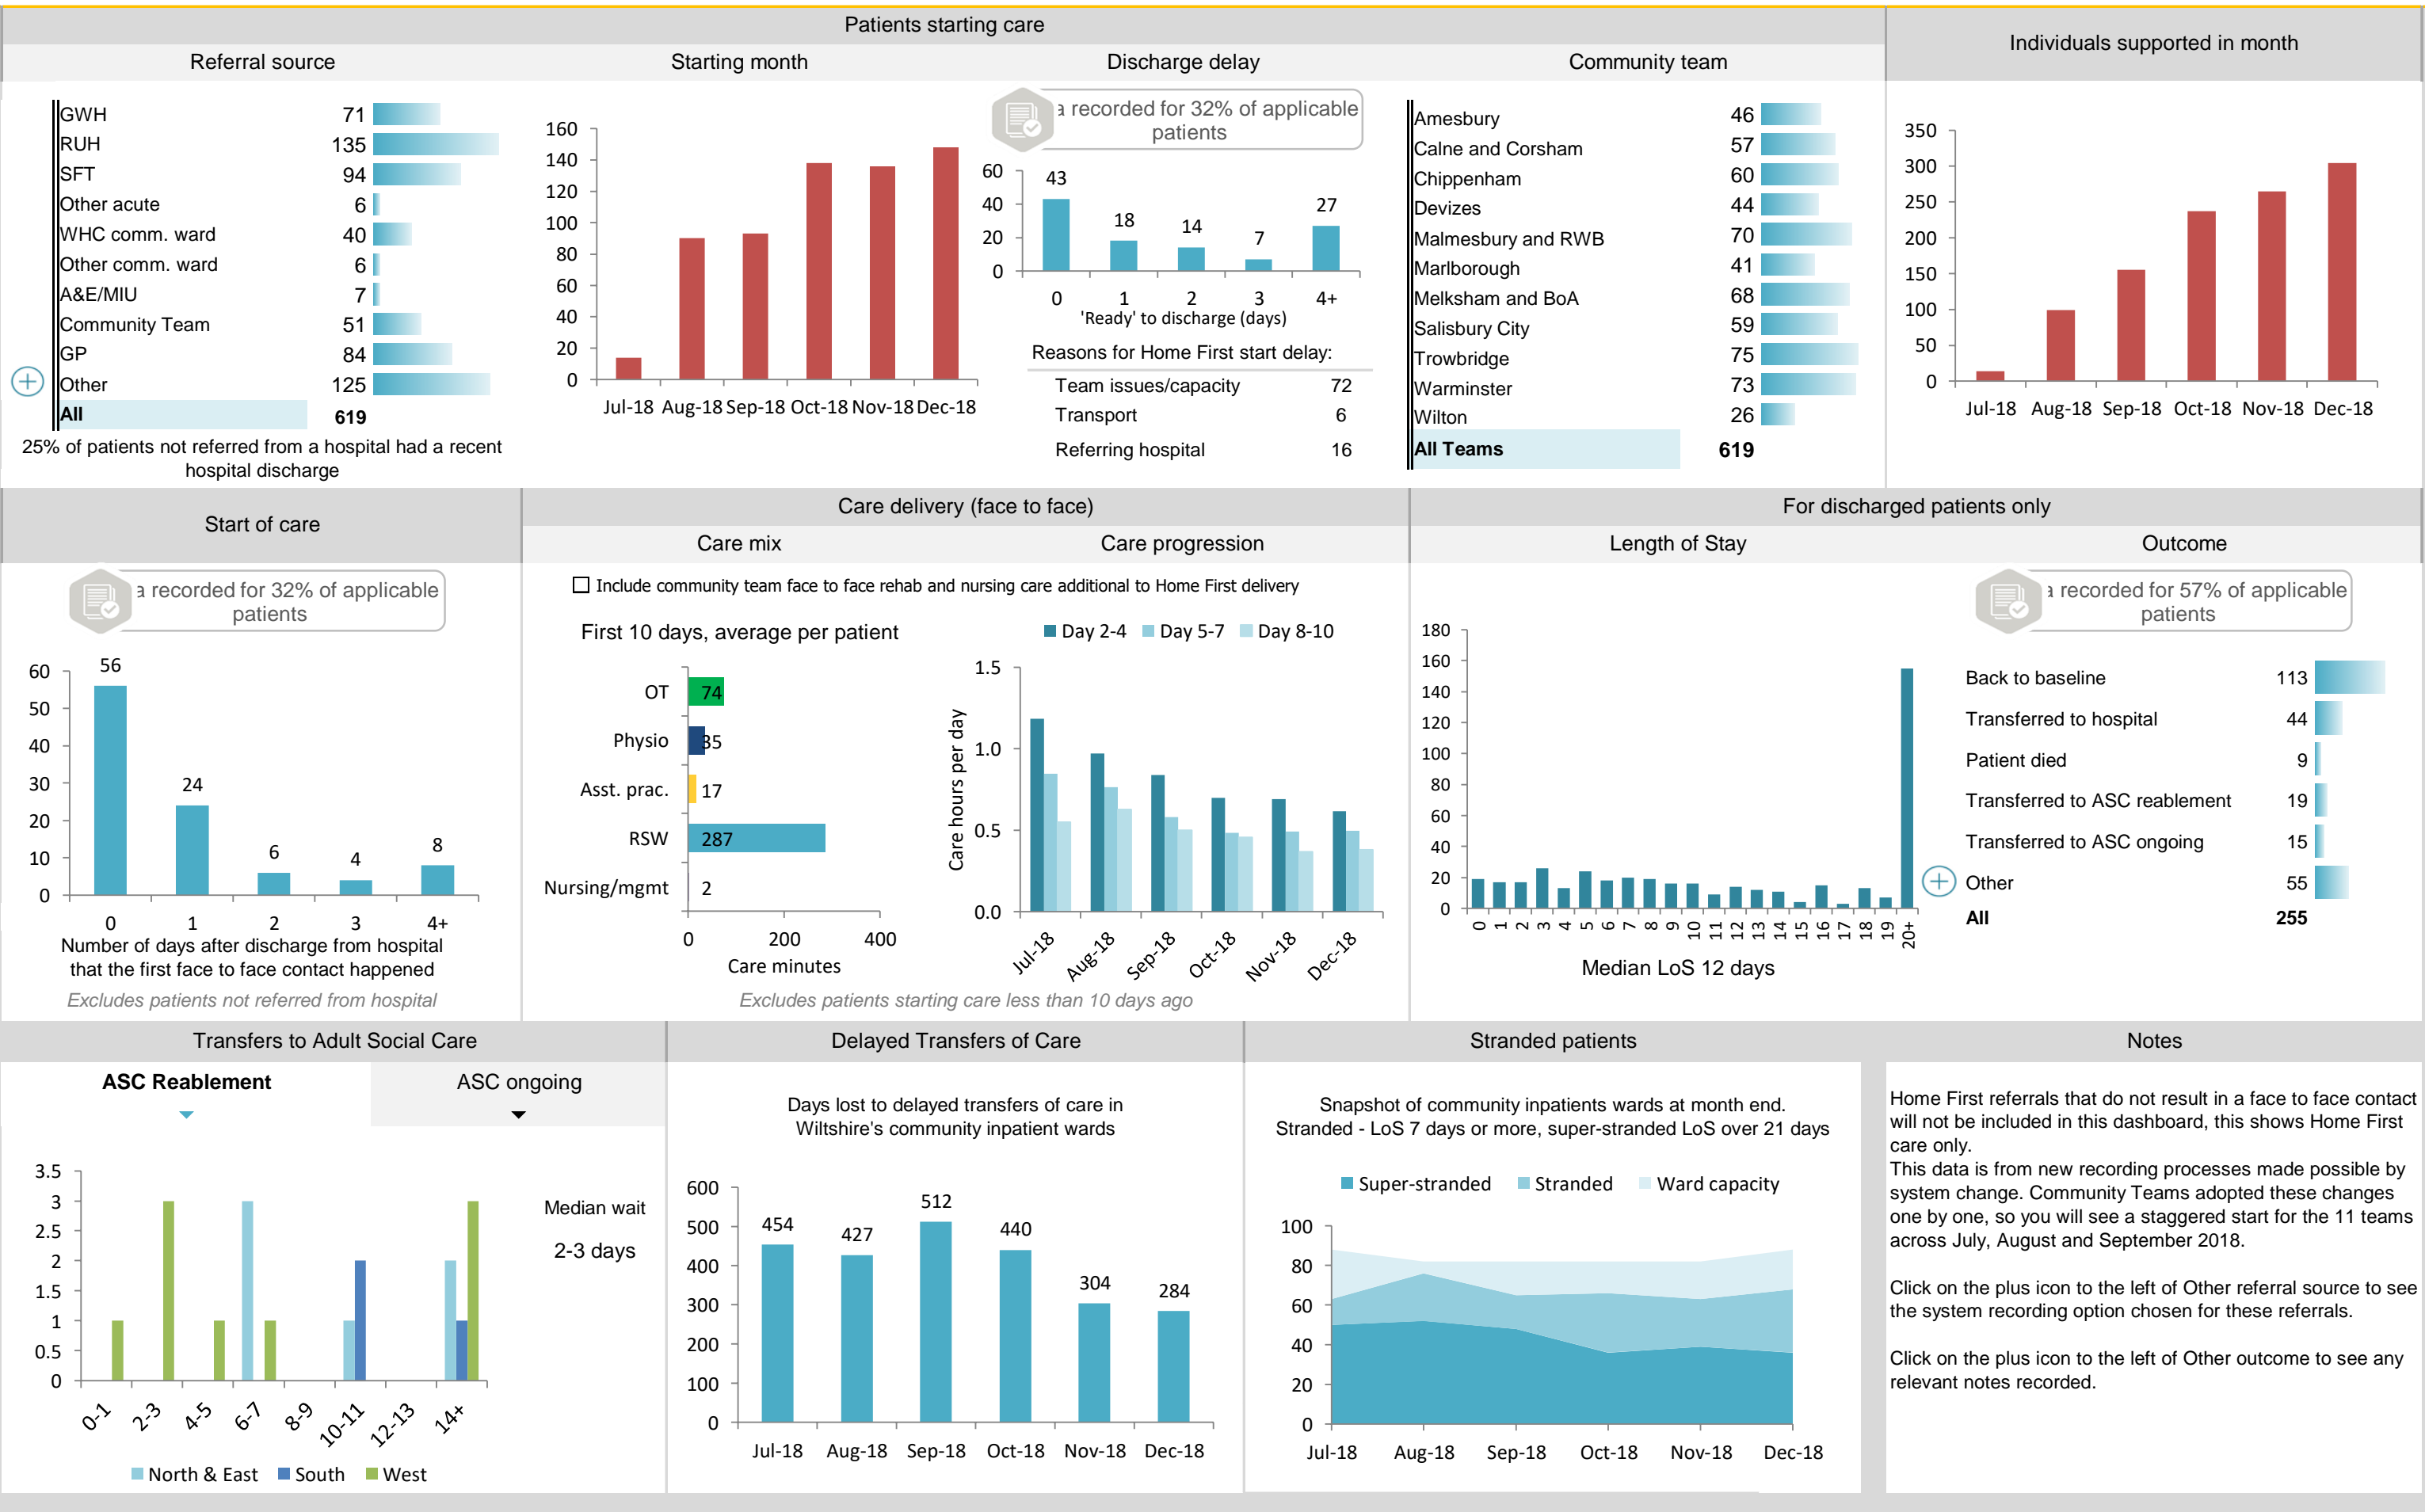 Patients starting care
Individuals supported in month
Referral source
Starting month
Discharge delay
Community team
GWH 71
RUH 135
SFT 94
Other acute 6
WHC comm. ward 40
Other comm. ward 6
A&E/MIU 7
Community Team 51
GP 84
Other 125
All 619
25% of patients not referred from a hospital had a recent
hospital discharge
160
140
120
100
80
60
40
20
0
Jul-18 Aug-18 Sep-18 Oct-18 Nov-18 Dec-18
a recorded for 32% of applicable
patients
60
40
20
0
43 18 14 7 27
0 1 2 3 4+
'Ready' to discharge (days)
Reasons for Home First start delay:
Team issues/capacity 72
Transport 6
Referring hospital 16
Amesbury 46
Calne and Corsham 57
Chippenham 60
Devizes 44
Malmesbury and RWB 70
Marlborough 41
Melksham and BoA 68
Salisbury City 59
Trowbridge 75
Warminster 73
Wilton 26
All Teams 619
350
300
250
200
150
100
50
0
Jul-18 Aug-18 Sep-18 Oct-18 Nov-18 Dec-18
Start of care
a recorded for 32% of applicable
patients
60
50
40
30
20
10
0
56 24 6 4 8
0 1 2 3 4+
Number of days after discharge from hospital
that the first face to face contact happened
Excludes patients not referred from hospital
Care delivery (face to face)
Care mix
Care progression
Include community team face to face rehab and nursing care additional to Home First delivery
First 10 days, average per patient
OT 74
Physio 35
Asst. prac. 17
RSW 287
Nursing/mgmt 2
0 200 400
Care minutes
Day 2-4 Day 5-7 Day 8-10
Care hours per day
1.5
1.0
0.5
0.0
Jul-18 Aug-18 Sep-18 Oct-18 Nov-18 Dec-18
Excludes patients starting care less than 10 days ago
For discharged patients only
Length of Stay
Outcome
180
160
140
120
100
80
60
40
20
0
0 1 2 3 4 5 6 7 8 9 10 11 12 13 14 15 16 17 18 19 20+
Median LoS 12 days
a recorded for 57% of applicable
patients
Back to baseline 113
Transferred to hospital 44
Patient died 9
Transferred to ASC reablement 19
Transferred to ASC ongoing 15
Other 55
All 255
Transfers to Adult Social Care
ASC Reablement
ASC ongoing
3.5
3
2.5
2
1.5
1
0.5
0
0-1 2-3 4-5 6-7 8-9 10-11 12-13 14+
North & East South West
Median wait
2-3 days
Delayed Transfers of Care
Days lost to delayed transfers of care in
Wiltshire's community inpatient wards
600
500
400
300
200
100
0
454 427 512 440 304 284
Jul-18 Aug-18 Sep-18 Oct-18 Nov-18 Dec-18
Stranded patients
Snapshot of community inpatients wards at month end.
Stranded - LoS 7 days or more, super-stranded LoS over 21 days
Super-stranded Stranded Ward capacity
100
80
60
40
20
0
Jul-18 Aug-18 Sep-18 Oct-18 Nov-18 Dec-18
Notes
Home First referrals that do not result in a face to face contact
will not be included in this dashboard, this shows Home First
care only.
This data is from new recording processes made possible by
system change. Community Teams adopted these changes
one by one, so you will see a staggered start for the 11 teams
across July, August and September 2018.
Click on the plus icon to the left of Other referral source to see
the system recording option chosen for these referrals.
Click on the plus icon to the left of Other outcome to see any
relevant notes recorded.